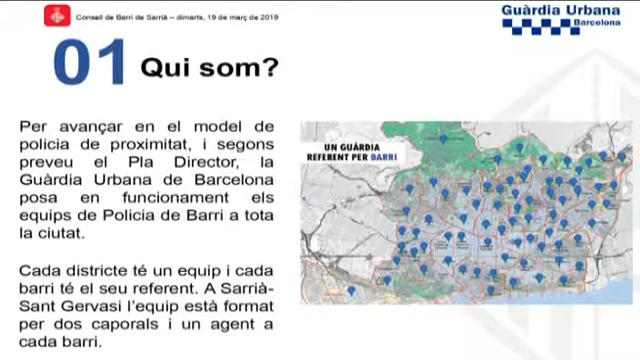 Consell de Barri de Sarrià – dimarts, 19 de març de 2019
Guàrdia Urbana
Barcelona
01 Qui som?
Per avançar en el model de
policia de proximitat, i segons
preveu el Pla Director, la
Guàrdia Urbana de Barcelona
posa en funcionament els
equips de Policia de Barri a tota
la ciutat.
UN GUÀRDIA
REFERENT PER BARRI
Cada districte té un equip i cada
barri té el seu referent. A Sarrià-
Sant Gervasi l’equip està format
per dos caporals i un agent a
cada barri.